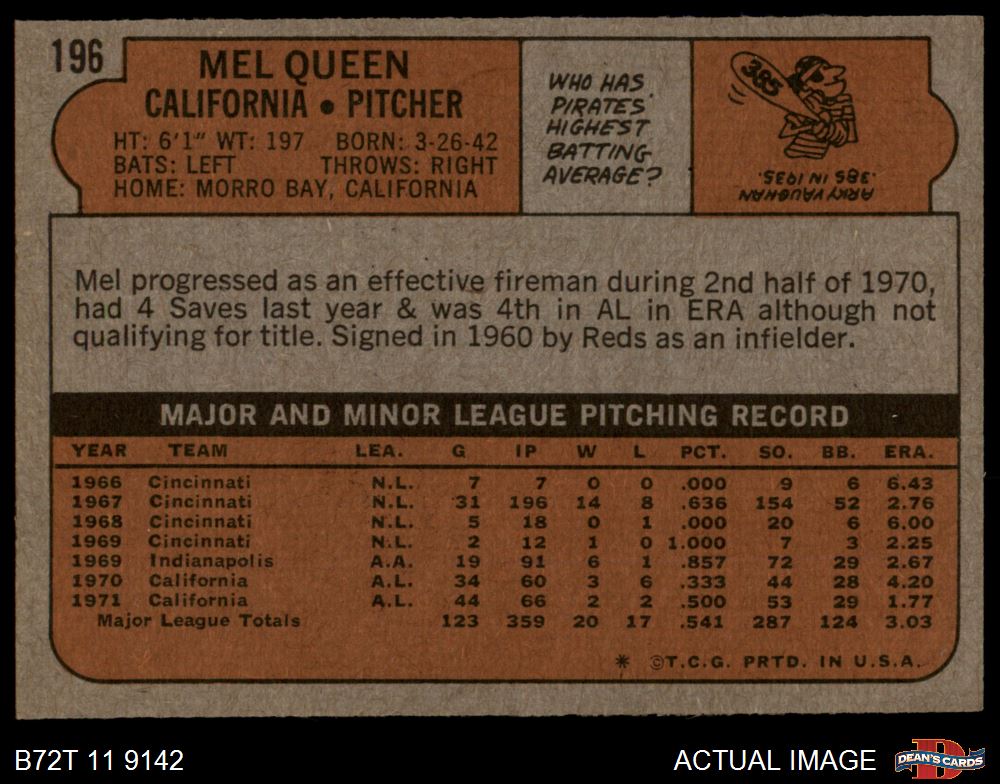 196
MEL QUEEN
CALIFORNIA • PITCHER
HT: 6'1" WT: 197 BORN: 3-26-42
BATS: LEFT THROWS: RIGHT
HOME: MORRO BAY, CALIFORNIA
WHO HAS
PIRATES'
HIGHEST
BATTING
AVERAGE?
385
ARKY VAUGHAN
.385 IN 1935.
Mel progressed as an effective fireman during 2nd half of 1970,
had 4 Saves last year & was 4th in AL in ERA although not
qualifying for title. Signed in 1960 by Reds as an infielder.
MAJOR AND MINOR LEAGUE PITCHING RECORD
YEAR TEAM LEA. G IP W L PCT. SO. BB. ERA.
1966 Cincinnati N.L. 7 7 0 0 .000 9 6 6.43
1967 Cincinnati N.L. 31 196 14 8 .636 154 52 2.76
1968 Cincinnati N.L. 5 18 0 1 .000 20 6 6.00
1969 Cincinnati N.L. 2 12 1 0 1.000 7 3 2.25
1969 Indianapolis A.A. 19 91 6 1 .857 72 29 2.67
1970 California A.L. 34 60 3 6 .333 44 28 4.20
1971 California A.L. 44 66 2 2 .500 53 29 1.77
Major League Totals 123 359 20 17 .541 287 124 3.03
* ©T.C.G. PRTD. IN U.S.A.
B72T 11 9142
ACTUAL IMAGE
DEAN'S CARDS